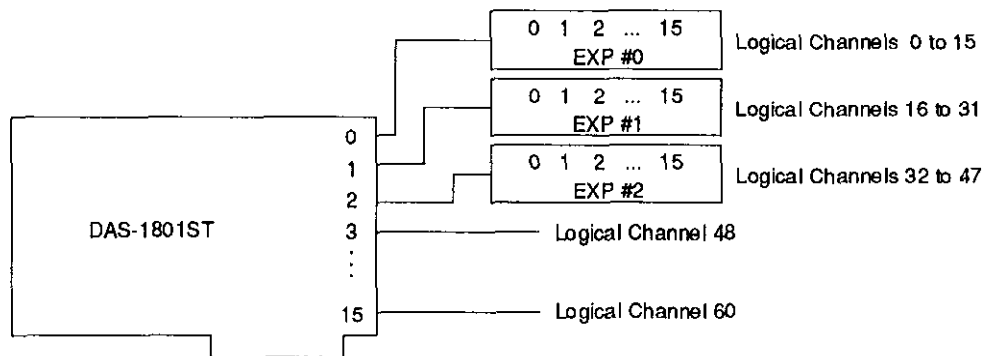 0 1 2 ... 15
EXP #0
Logical Channels 0 to 15
0 1 2 ... 15
EXP #1
Logical Channels 16 to 31
0 1 2 ... 15
EXP #2
Logical Channels 32 to 47
DAS-1801ST
0
1
2
3
15
Logical Channel 48
Logical Channel 60